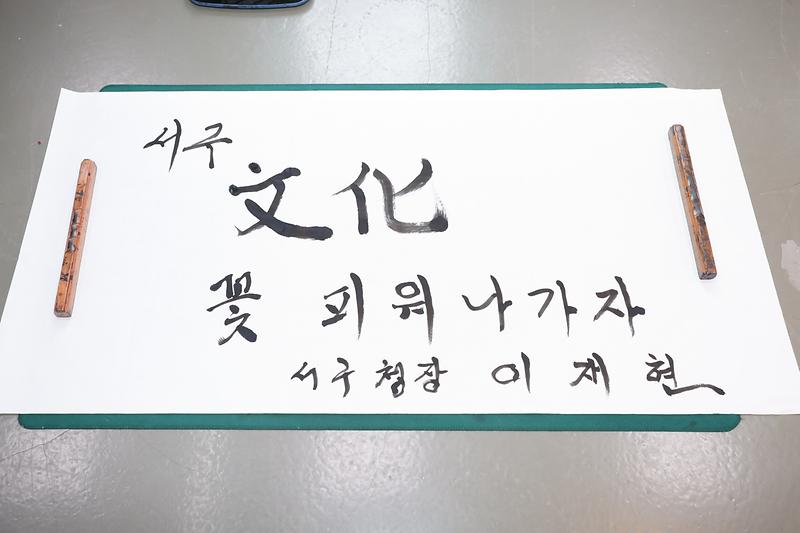 서구
文化
꽃 피워나가자
서구청장 이재현